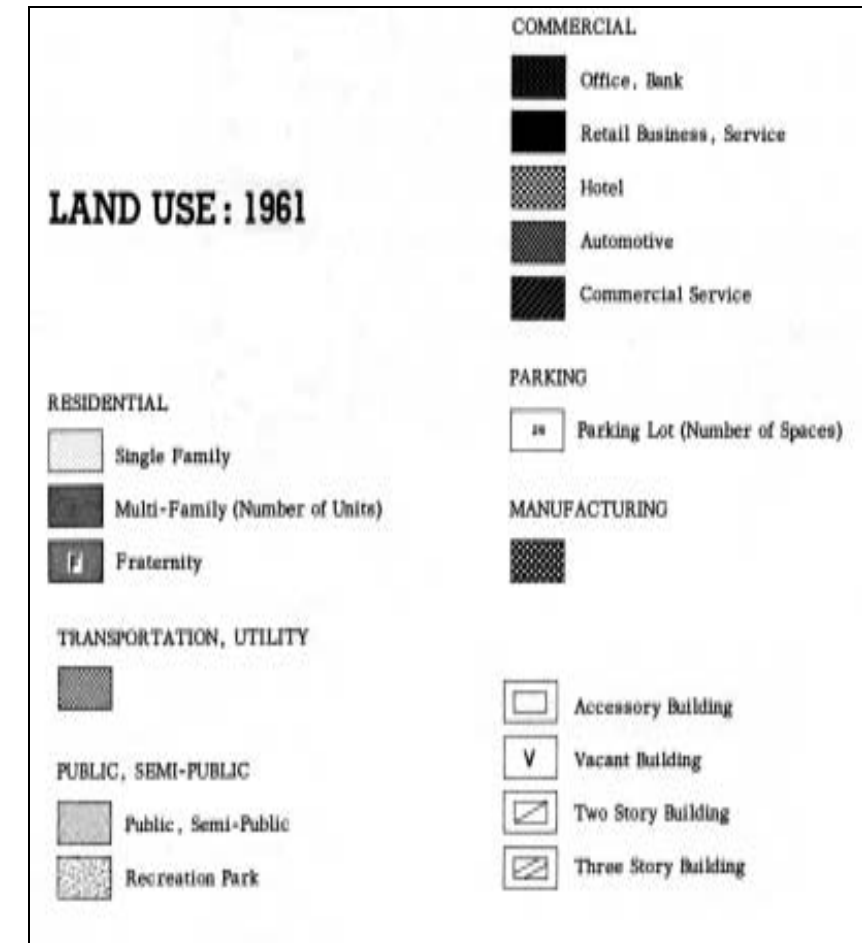 LAND USE: 1961
RESIDENTIAL
Single Family
Multi-Family (Number of Units)
F Fraternity
TRANSPORTATION, UTILITY
PUBLIC, SEMI-PUBLIC
Public, Semi-Public
Recreation Park
COMMERCIAL
Office, Bank
Retail Business, Service
Hotel
Automotive
Commercial Service
PARKING
Parking Lot (Number of Spaces)
MANUFACTURING
Accessory Building
V Vacant Building
Two Story Building
Three Story Building